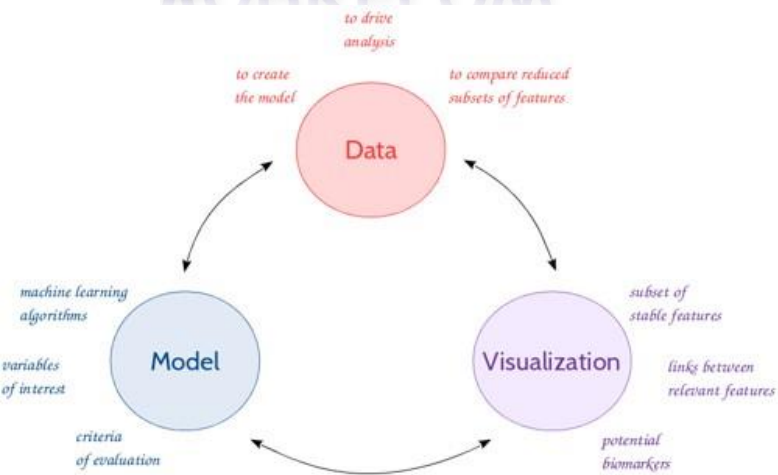 to drive
analysis
to create
the model
to compare reduced
subsets of features
Data
machine learning
algorithms
variables
of interest
criteria
of evaluation
Model
subset of
stable features
links between
relevant features
potential
biomarkers
Visualization